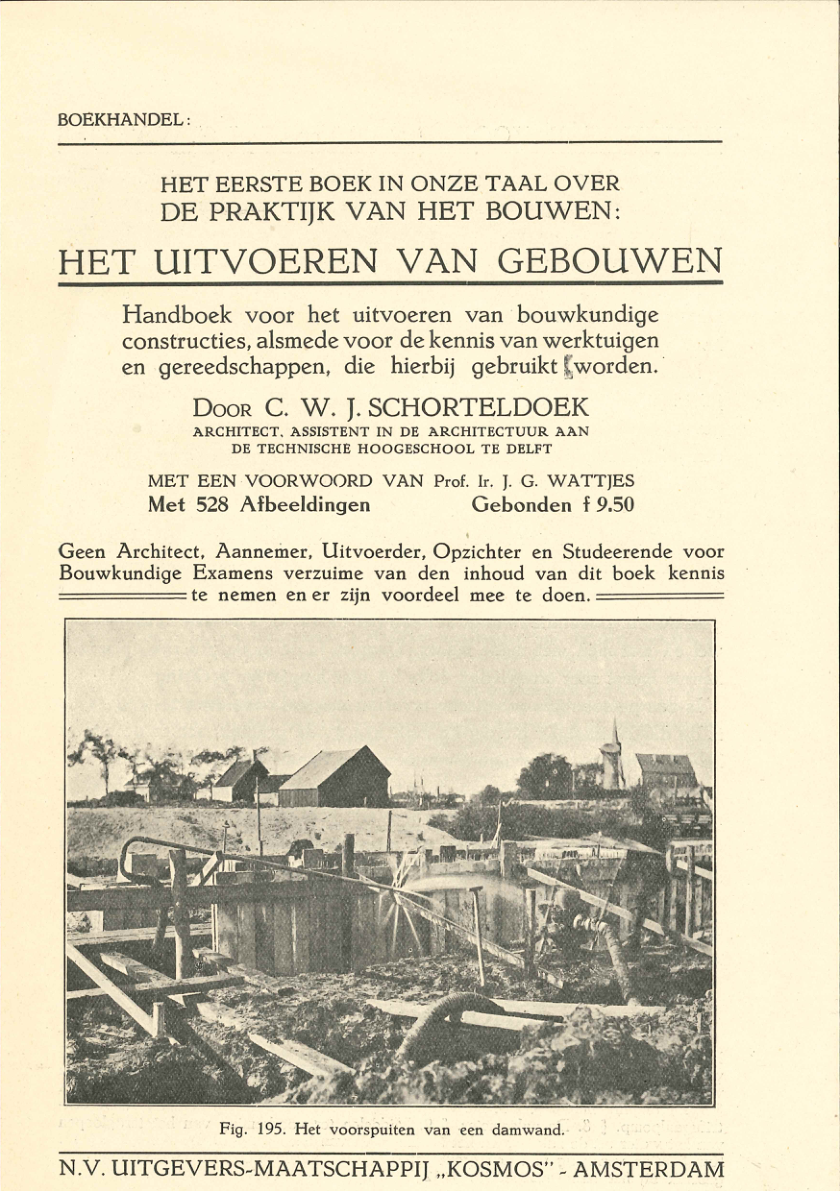 BOEKHANDEL:
HET EERSTE BOEK IN ONZE TAAL OVER
DE PRAKTIJK VAN HET BOUWEN:
HET UITVOEREN VAN GEBOUWEN
Handboek voor het uitvoeren van bouwkundige
constructies, alsmede voor de kennis van werktuigen
en gereedschappen, die hierbij gebruikt worden.
DOOR C. W. J. SCHORTELDOEK
ARCHITECT, ASSISTENT IN DE ARCHITECTUUR AAN
DE TECHNISCHE HOOGESCHOOL TE DELFT
MET EEN VOORWOORD VAN Prof. Ir. J. G. WATTJES
Met 528 Afbeeldingen Gebonden f 9.50
Geen Architect, Aannemer, Uitvoerder, Opzichter en Studeerende voor
Bouwkundige Examens verzuime van den inhoud van dit boek kennis
te nemen en er zijn voordeel mee te doen.
Fig. 195. Het voorspuiten van een damwand.
N.V. UITGEVERS-MAATSCHAPPIJ „KOSMOS" - AMSTERDAM